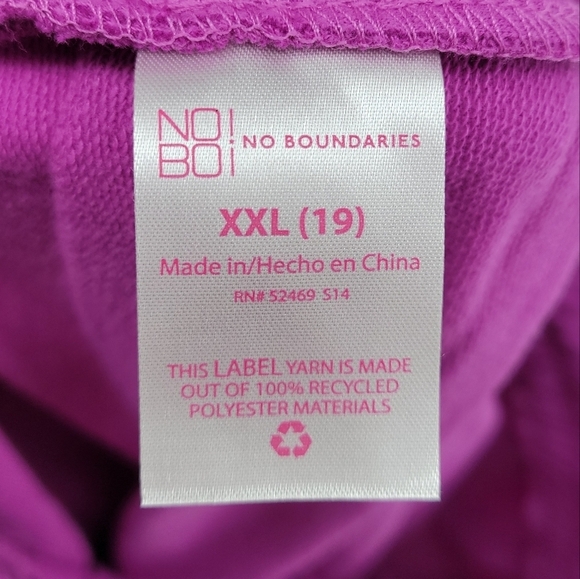 NO!
BOi
NO BOUNDARIES
XXL (19)
Made in/Hecho en China
RN# 52469 S14
THIS LABEL YARN IS MADE
OUT OF 100% RECYCLED
POLYESTER MATERIALS